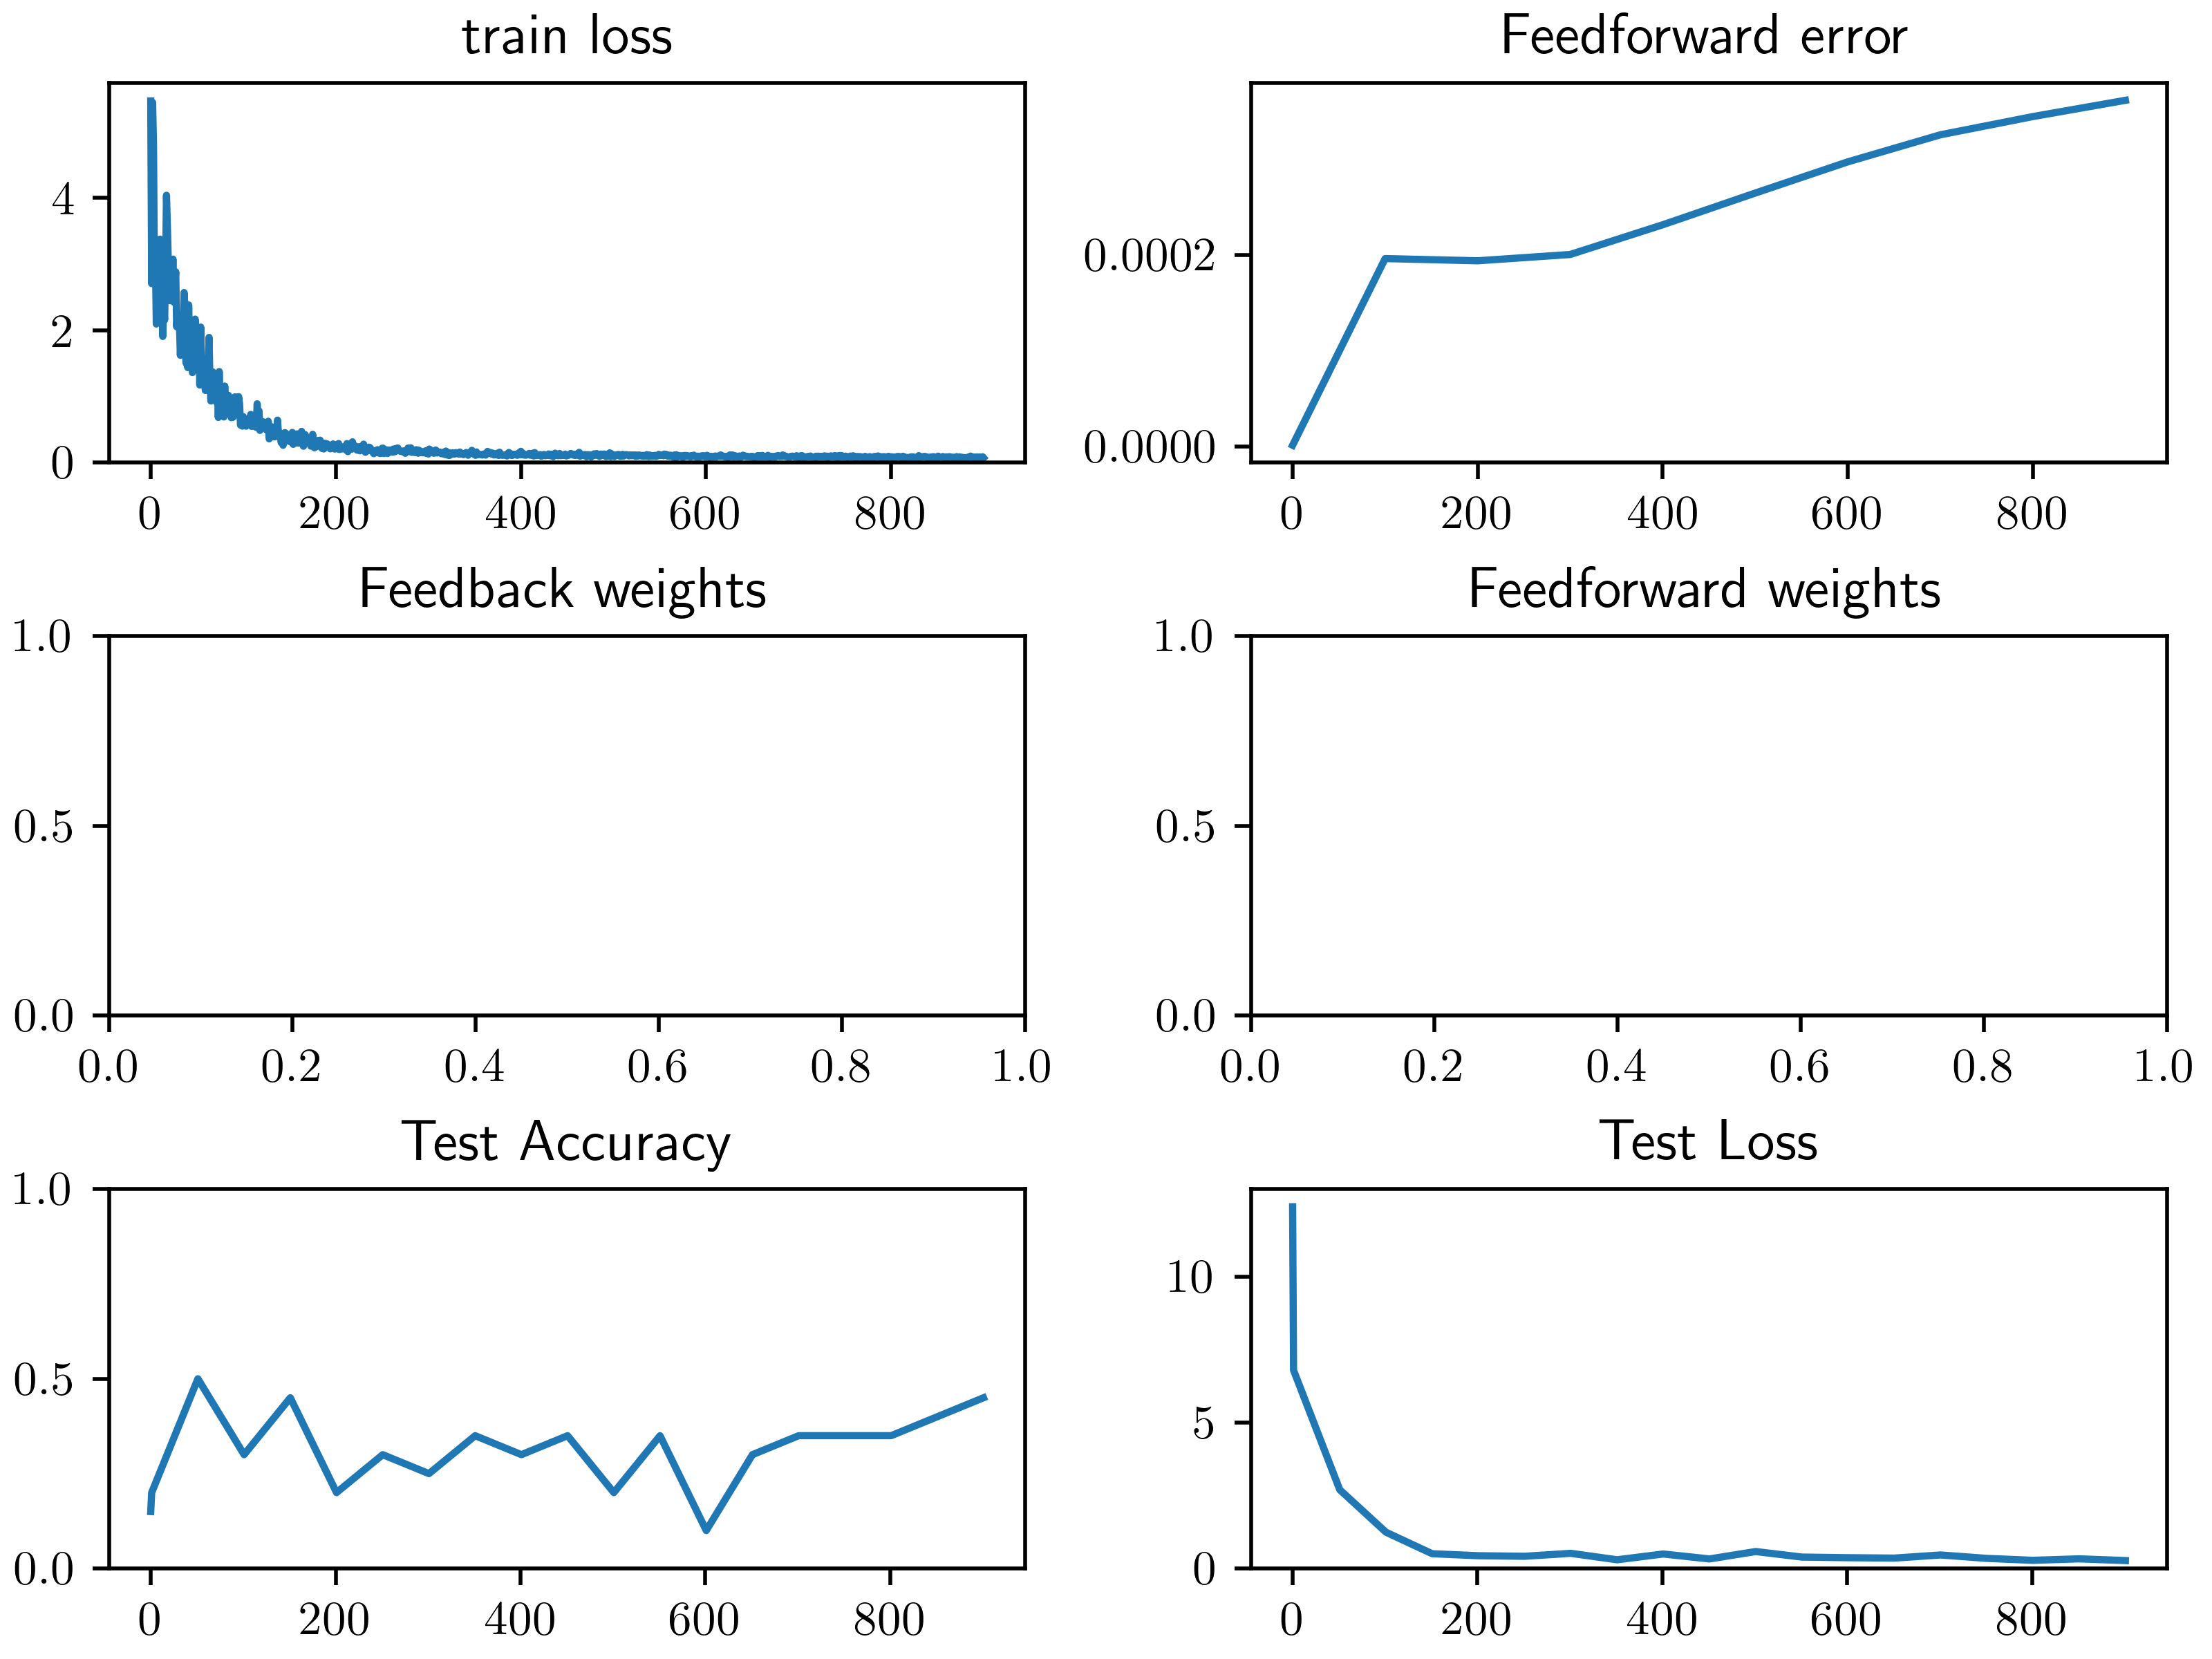 train loss
Feedforward error
4
2
0
0 200 400 600 800
0.0002
0.0000
0 200 400 600 800
Feedback weights
Feedforward weights
1.0
0.5
0.0
0.0 0.2 0.4 0.6 0.8 1.0
1.0
0.5
0.0
0.0 0.2 0.4 0.6 0.8 1.0
Test Accuracy
Test Loss
1.0
0.5
0.0
0 200 400 600 800
10
5
0
0 200 400 600 800